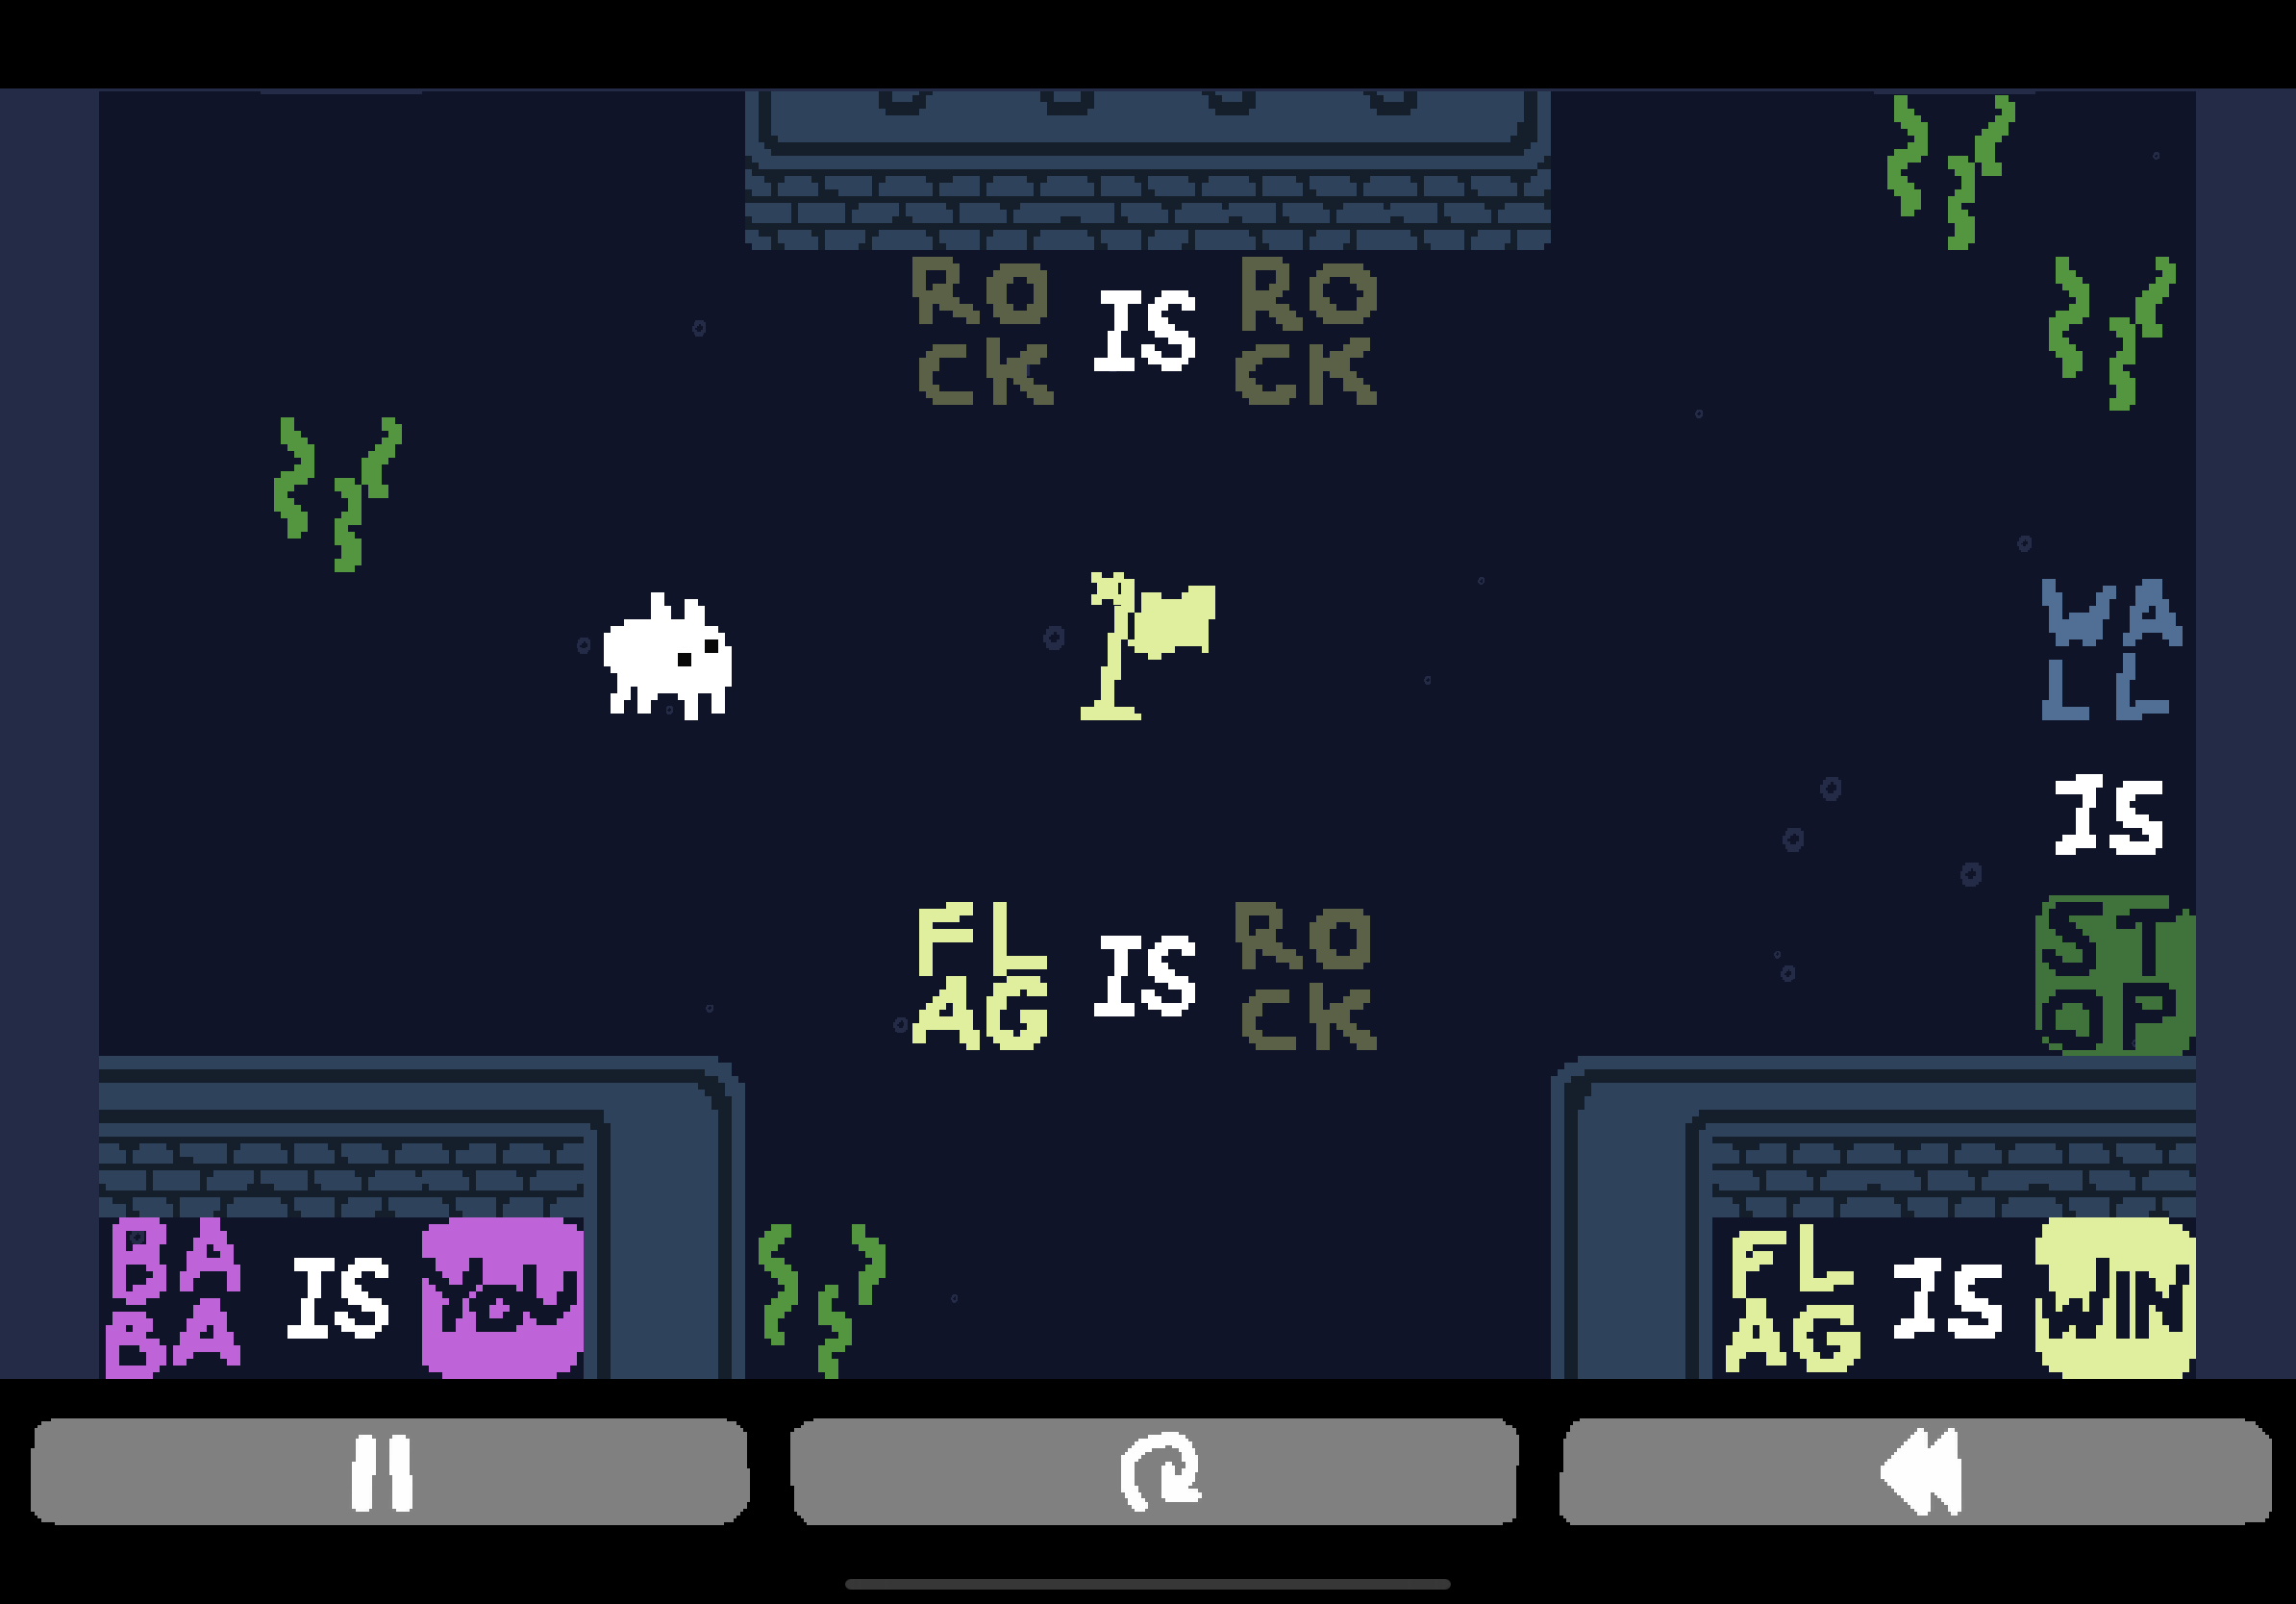 ROCK IS ROCK
WALL
IS
STOP
FLAG IS ROCK
BABA IS YOU
FLAG IS WIN